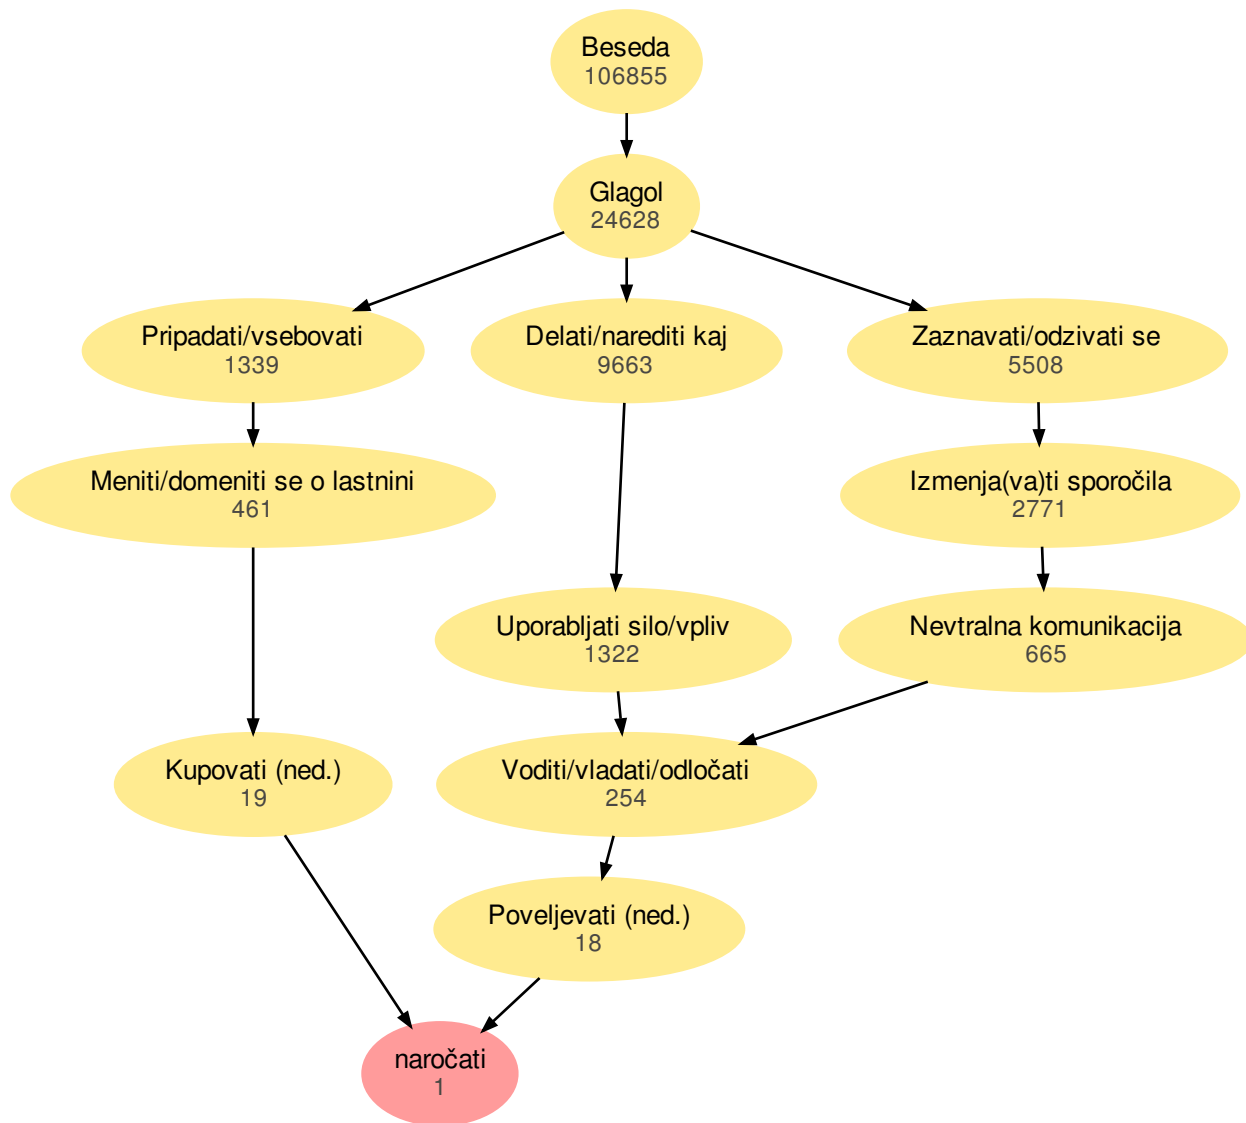 Beseda
106855
Glagol
24628
Pripadati/vsebovati
1339
Delati/narediti kaj
9663
Zaznavati/odzivati se
5508
Meniti/domeniti se o lastnini
461
Izmenja(va)ti sporočila
2771
Uporabljati silo/vpliv
1322
Nevtralna komunikacija
665
Kupovati (ned.)
19
Voditi/vladati/odločati
254
Poveljevati (ned.)
18
naročati
1